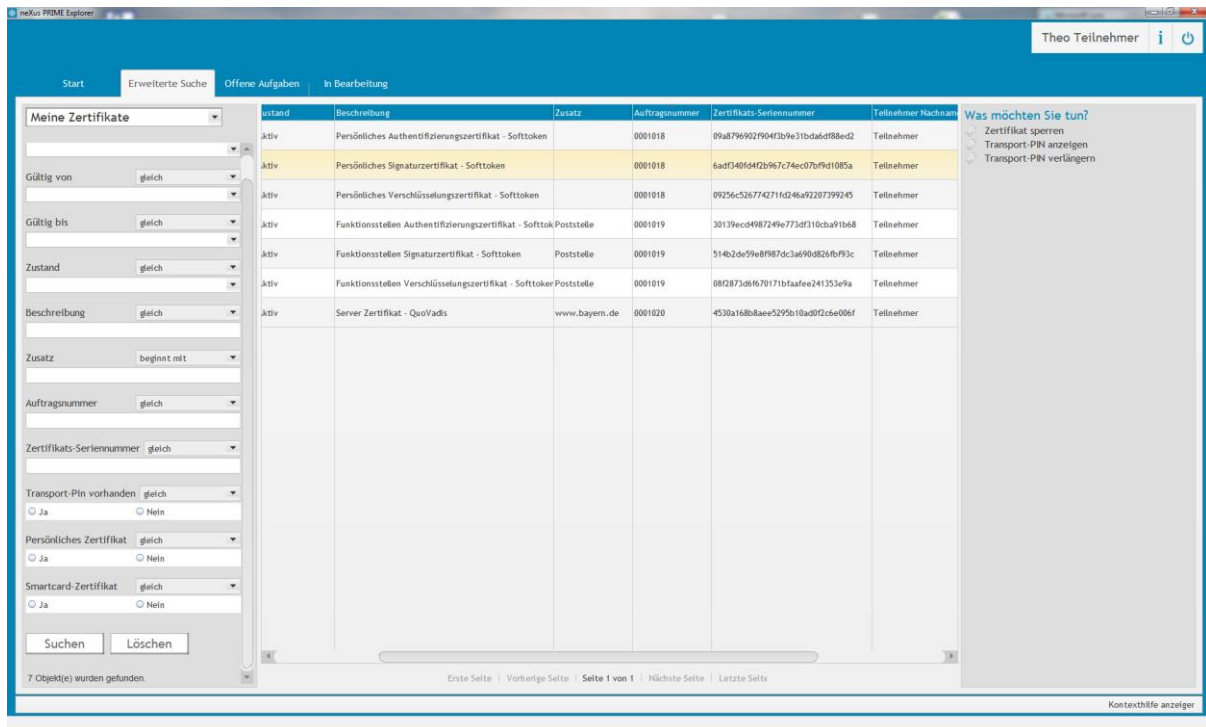 neXus PRIME Explorer
Theo Teilnehmer
Start Erweiterte Suche Offene Aufgaben In Bearbeitung
Meine Zertifikate
Gültig von gleich
Gültig bis gleich
Zustand gleich
Beschreibung gleich
Zusatz beginnt mit
Auftragsnummer gleich
Zertifikats-Seriennummer gleich
Transport-Pin vorhanden gleich
Ja Nein
Persönliches Zertifikat gleich
Ja Nein
Smartcard-Zertifikat gleich
Ja Nein
Suchen Löschen
7 Objekt(e) wurden gefunden.
ustand Beschreibung Zusatz Auftragsnummer Zertifikats-Seriennummer Teilnehmer Nachnam
ktiv Persönliches Authentifizierungszertifikat - Softtoken 0001018 09a8796902f904f3b9e31bda6df88ed2 Teilnehmer
ktiv Persönliches Signaturzertifikat - Softtoken 0001018 6adf340fd4f2b967c74ec07bf9d1085a Teilnehmer
ktiv Persönliches Verschlüsselungszertifikat - Softtoken 0001018 09256c526774271fd246a92207399245 Teilnehmer
ktiv Funktionsstellen Authentifizierungszertifikat - Softtok Poststelle 0001019 30139ecd4987249e773df310cba91b68 Teilnehmer
ktiv Funktionsstellen Signaturzertifikat - Softtoken Poststelle 0001019 514b2de59e8f987dc3a690d826fbf93c Teilnehmer
ktiv Funktionsstellen Verschlüsselungszertifikat - Softtoken Poststelle 0001019 08f2873d6f670171bfaafee241353e9a Teilnehmer
ktiv Server Zertifikat - QuoVadis www.bayern.de 0001020 4530a168b8aee5295b10ad0f2c6e006f Teilnehmer
Erste Seite | Vorherige Seite | Seite 1 von 1 | Nächste Seite | Letzte Seite
Was möchten Sie tun?
Zertifikat sperren
Transport-PIN anzeigen
Transport-PIN verlängern
Kontexthilfe anzeigen